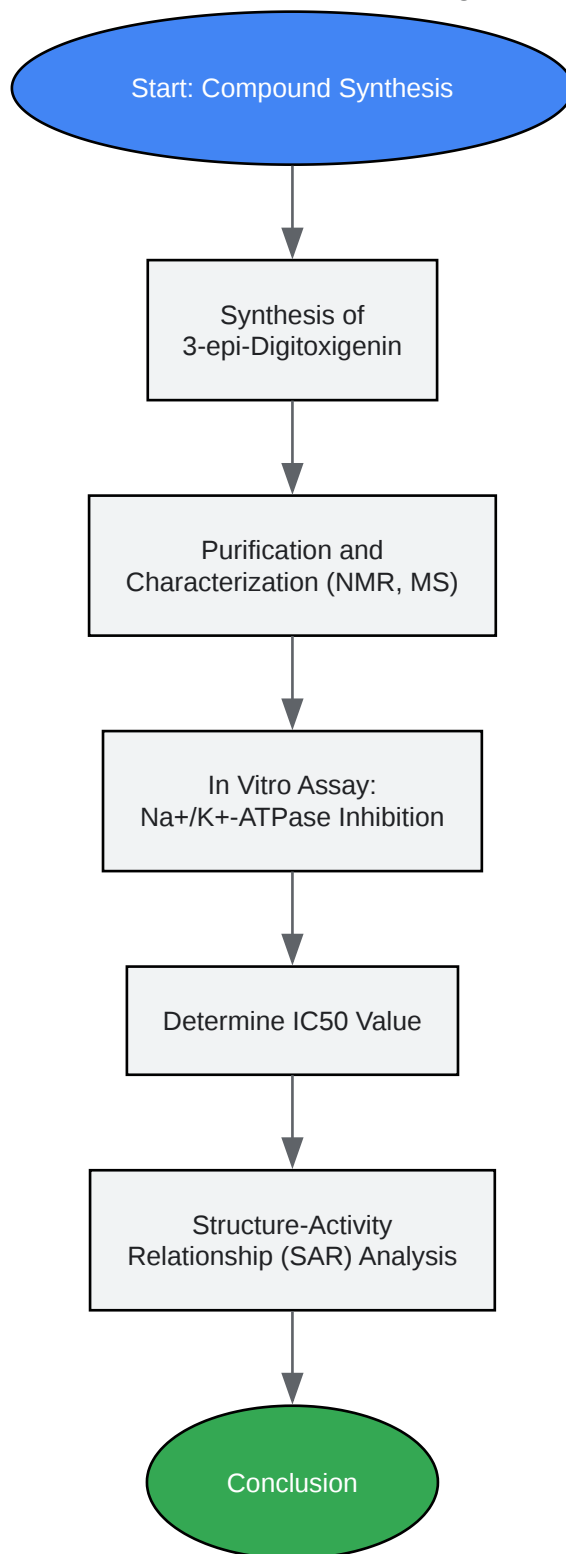 Start: Compound Synthesis
Synthesis of
3-epi-Digitoxigenin
Purification and
Characterization (NMR, MS)
In Vitro Assay:
Na+/K+-ATPase Inhibition
Determine IC50 Value
Structure-Activity
Relationship (SAR) Analysis
Conclusion